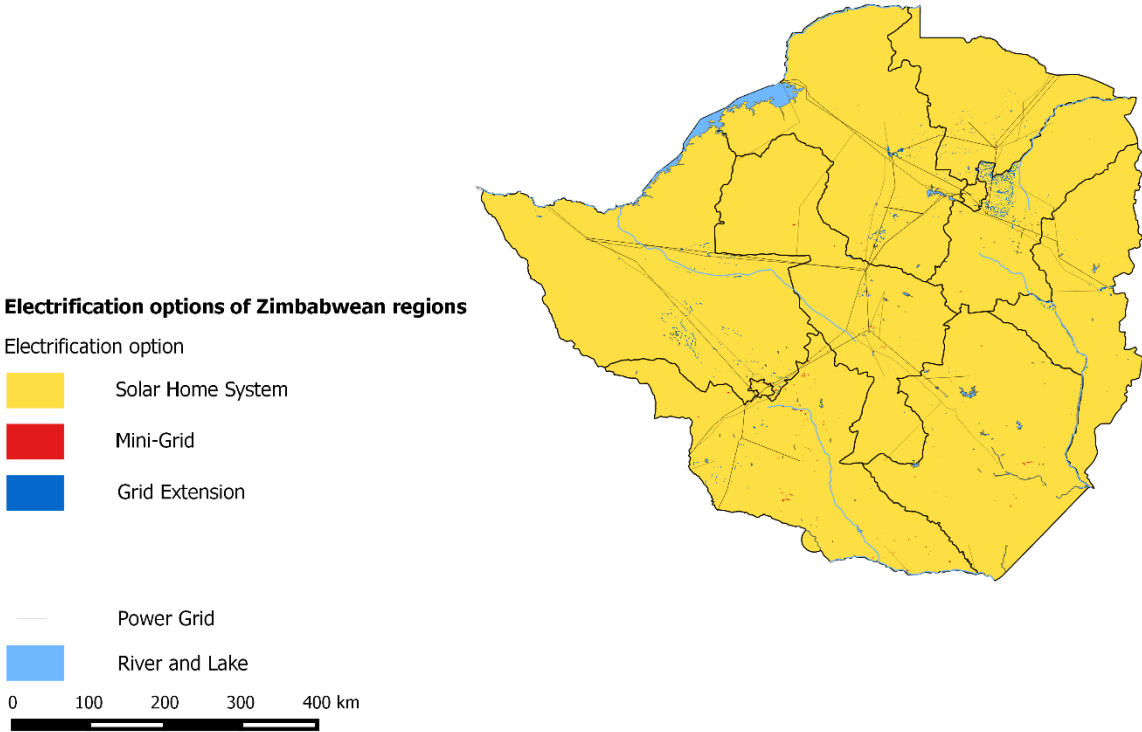 Electrification options of Zimbabwean regions
Electrification option
Solar Home System
Mini-Grid
Grid Extension
Power Grid
River and Lake
0 100 200 300 400 km